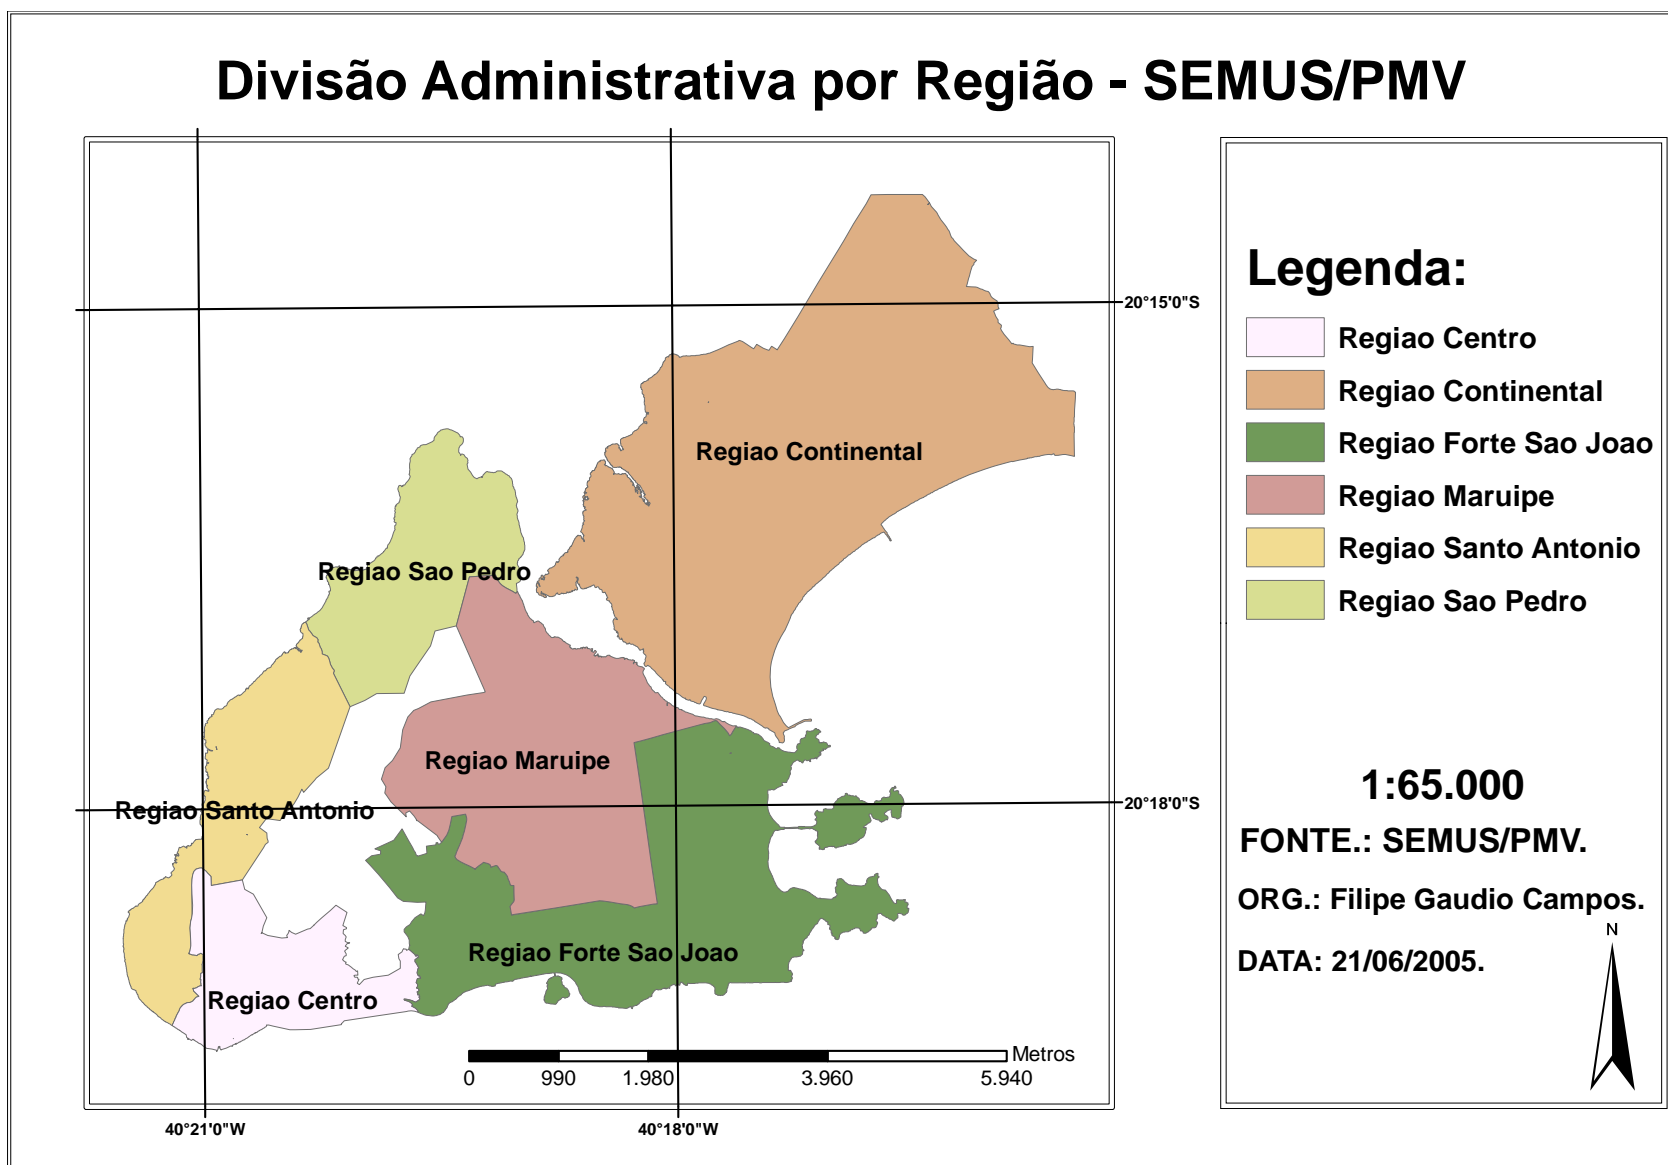 Divisão Administrativa por Região - SEMUS/PMV
20°15'0"S
Regiao Continental
Regiao Sao Pedro
Regiao Maruipe
20°18'0"S
Regiao Santo Antonio
Regiao Forte Sao Joao
Regiao Centro
Metros
0 990 1.980 3.960 5.940
40°21'0"W 40°18'0"W
Legenda:
Regiao Centro
Regiao Continental
Regiao Forte Sao Joao
Regiao Maruipe
Regiao Santo Antonio
Regiao Sao Pedro
1:65.000
FONTE.: SEMUS/PMV.
ORG.: Filipe Gaudio Campos.
N
DATA: 21/06/2005.